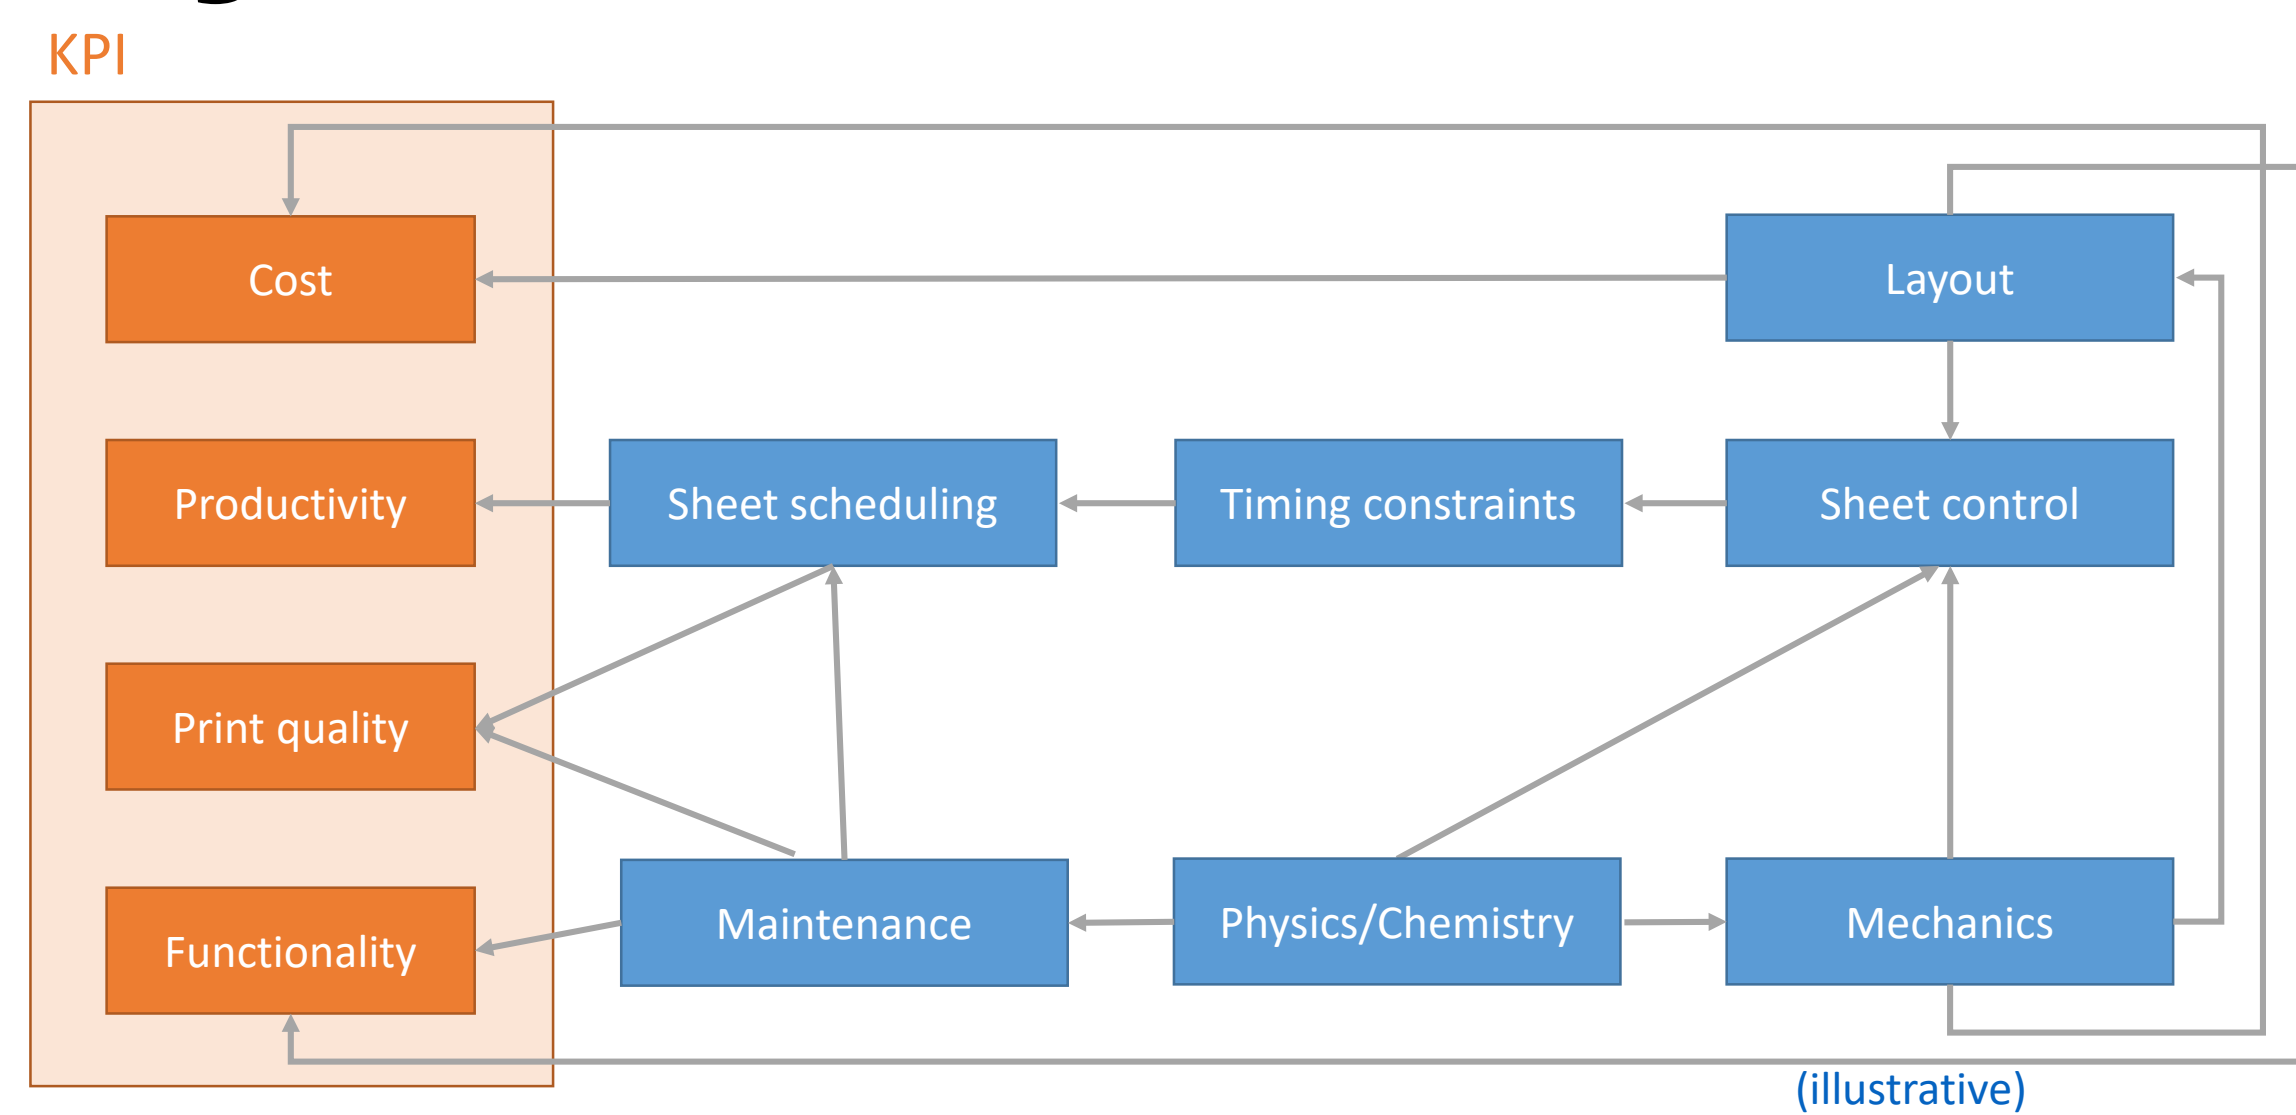 KPI
Cost
Layout
Productivity
Sheet scheduling
Timing constraints
Sheet control
Print quality
Maintenance
Physics/Chemistry
Mechanics
Functionality
(illustrative)